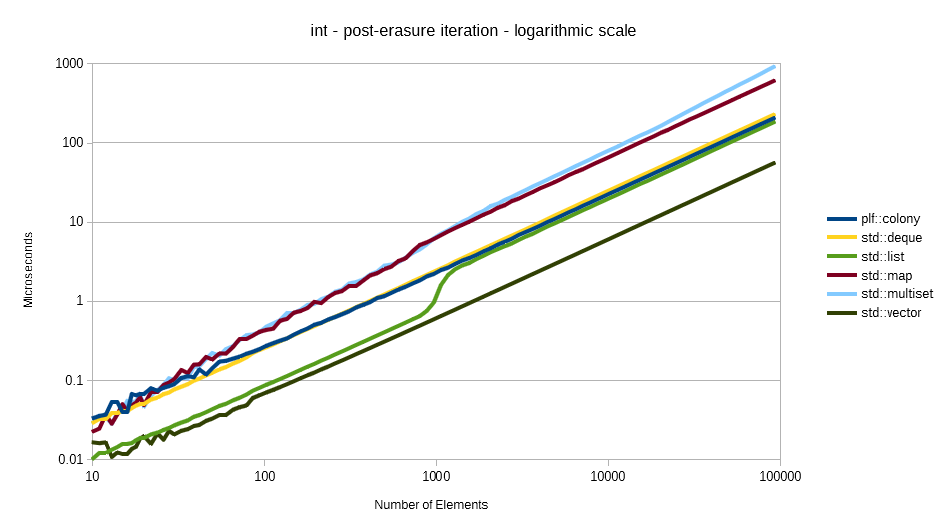 int - post-erasure iteration - logarithmic scale
1000
100
10
1
0.1
0.01
Microseconds
10 100 1000 10000 100000
Number of Elements
plf::colony
std::deque
std::list
std::map
std::multiset
std::vector